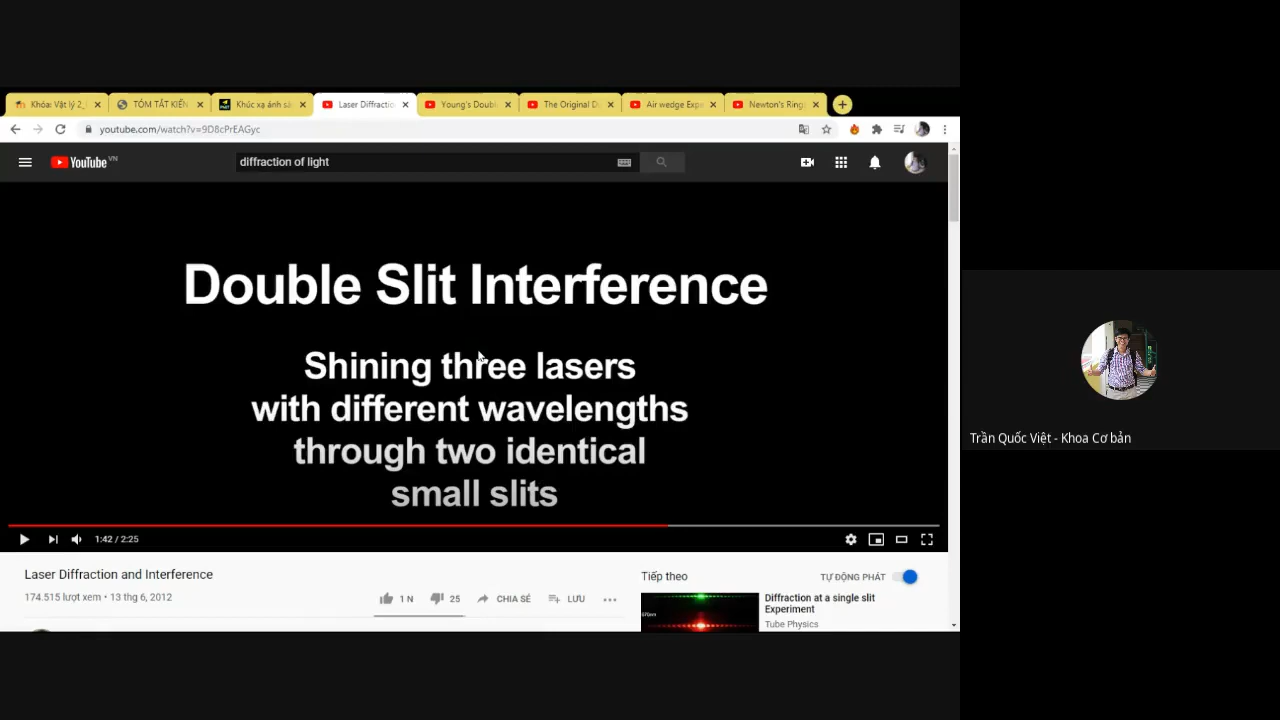 Khóa: Vật lý 2_
TÓM TẮT KIẾN
Khúc xạ ánh sá
Laser Diffractio
Young's Doubl
The Original D
Air wedge Expe
Newton's Ring
youtube.com/watch?v=9D8cPrEAGyc
YouTube VN
diffraction of light
Double Slit Interference
Shining three lasers
with different wavelengths
through two identical
small slits
1:42 / 2:25
Laser Diffraction and Interference
174.515 lượt xem • 13 thg 6, 2012
1 N
25
CHIA SẺ
LƯU
Tiếp theo
TỰ ĐỘNG PHÁT
Diffraction at a single slit
Experiment
Tube Physics
Trần Quốc Việt - Khoa Cơ bản